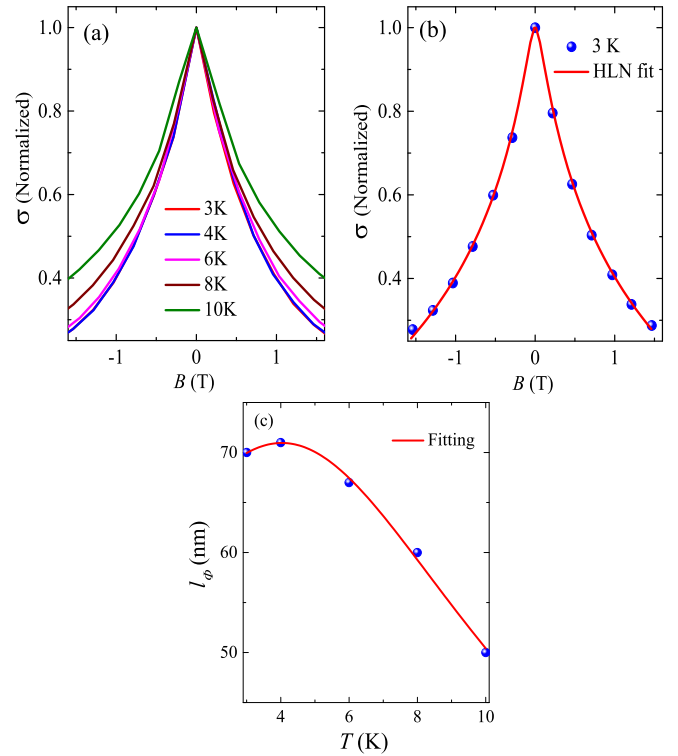 (a)
1.0
0.8
0.6
0.4
σ (Normalized)
3K
4K
6K
8K
10K
-1
0
1
B (T)
(b)
1.0
0.8
0.6
0.4
σ (Normalized)
3 K
HLN fit
-1
0
1
B (T)
(c)
Fitting
70
60
50
lΦ (nm)
4
6
8
10
T (K)